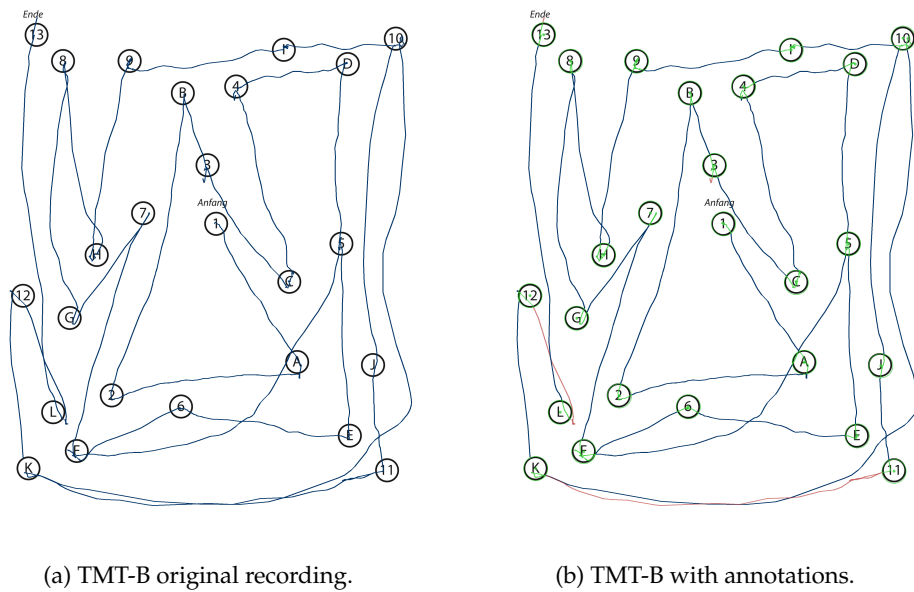 Ende
13
10
I
8
9
D
4
B
3
Anfang
7
1
5
H
C
12
G
A
J
2
6
L
E
F
K
11
(a) TMT-B original recording.
Ende
13
10
I
8
9
D
4
B
3
Anfang
7
1
5
H
C
12
G
A
J
2
6
L
E
F
K
11
(b) TMT-B with annotations.